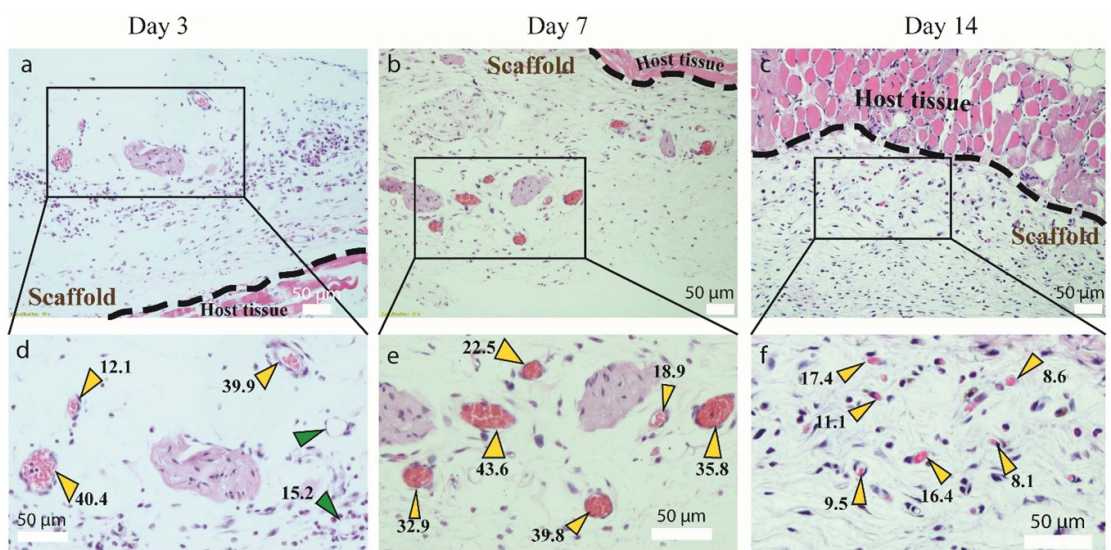 Day 3
Day 7
Day 14
a
Scaffold
Host tissue
50 µm
b
Scaffold
Host tissue
50 µm
c
Host tissue
Scaffold
50 µm
d
12.1
39.9
40.4
15.2
50 µm
e
22.5
18.9
43.6
35.8
32.9
39.8
50 µm
f
17.4
8.6
11.1
9.5
16.4
8.1
50 µm